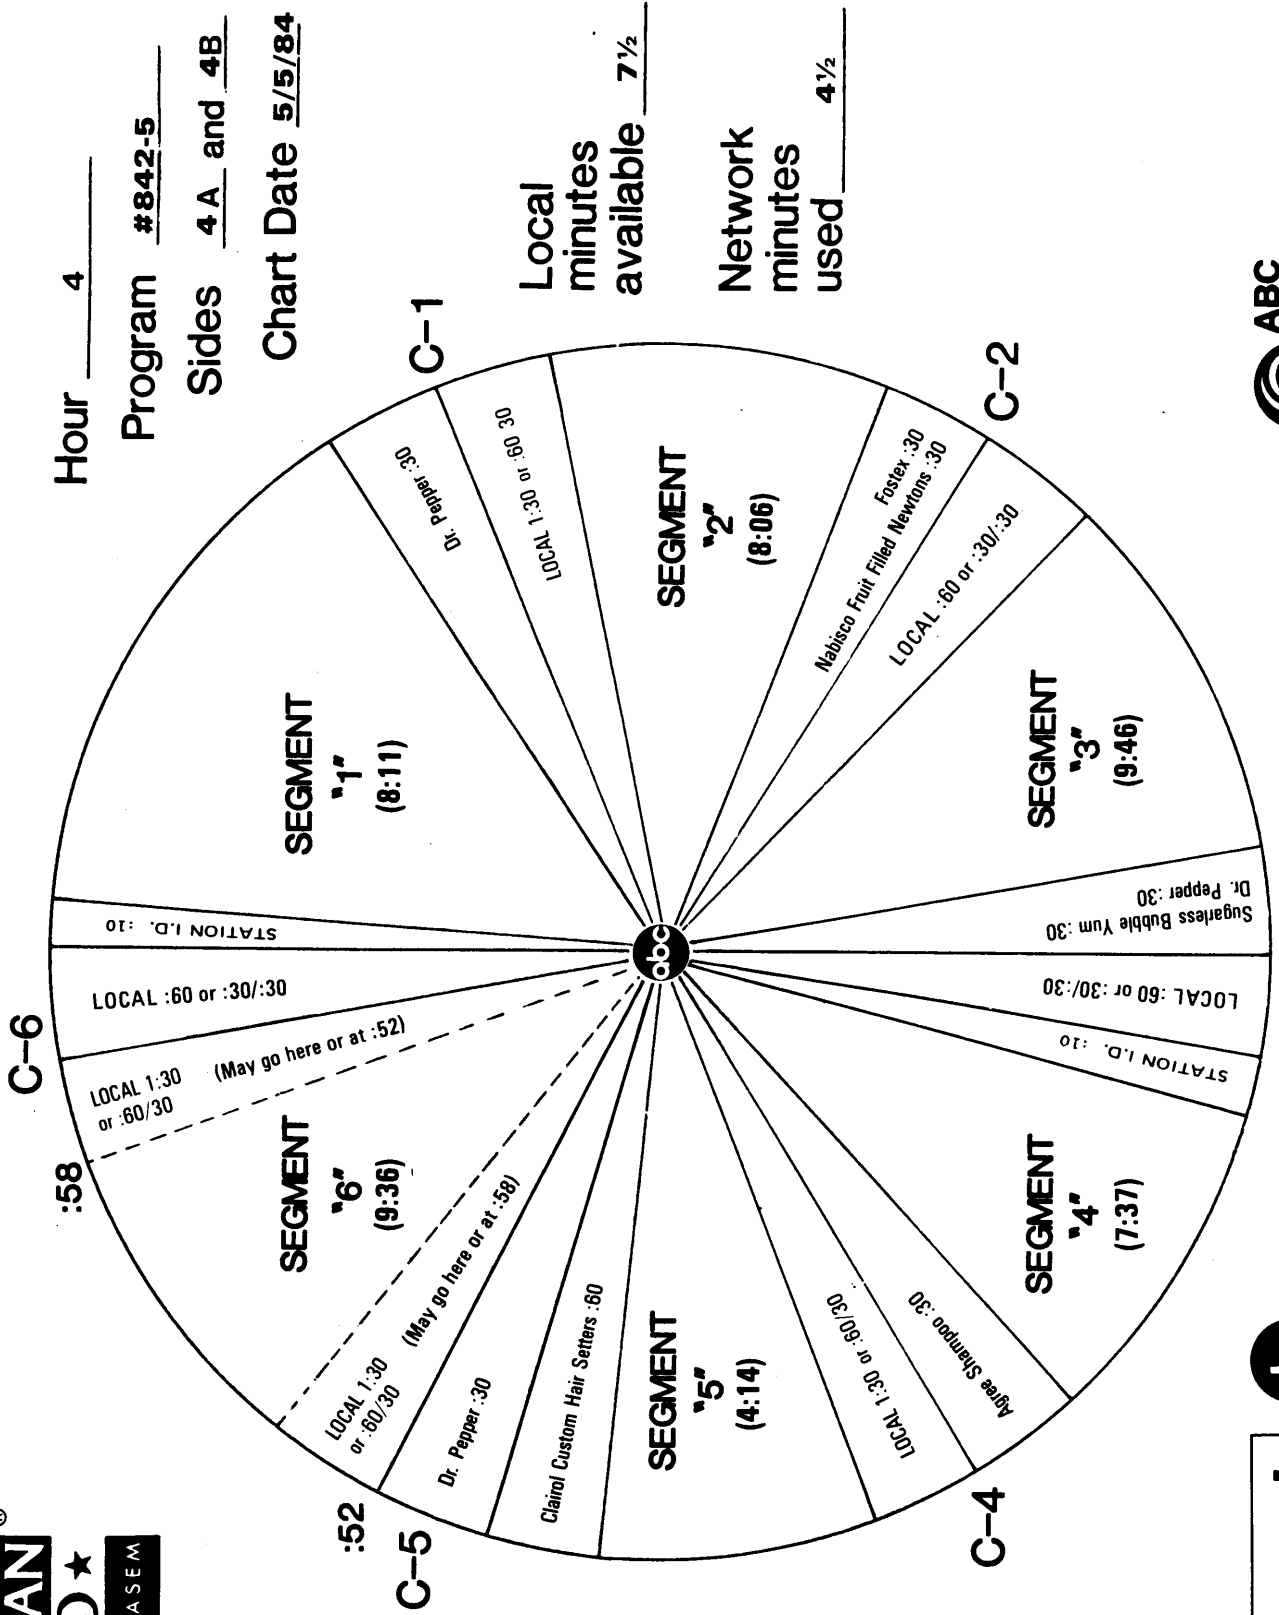 Hour 4
Program #842-5
Sides 4A and 4B
Chart Date 5/5/84
Local
minutes
available 7½
Network
minutes
used 4½
ABC
C-1
C-2
C-4
C-5
:52
:58
C-6
SEGMENT
"1"
(8:11)
Dr. Pepper :30
LOCAL 1:30 or :60 30
SEGMENT
"2"
(8:06)
Fostex :30
Nabisco Fruit Filled Newtons :30
LOCAL :60 or :30/:30
SEGMENT
"3"
(9:46)
Dr. Pepper :30
Sugarless Bubble Yum :30
LOCAL :60 or :30/:30
STATION I.D. :10
SEGMENT
"4"
(7:37)
Agree Shampoo :30
LOCAL 1:30 or :60/30
SEGMENT
"5"
(4:14)
Clairol Custom Hair Setters :60
Dr. Pepper :30
LOCAL 1:30
or :60/30
(May go here or at :58)
SEGMENT
"6"
(9:36)
LOCAL 1:30
or :60/30
(May go here or at :52)
LOCAL :60 or :30/:30
STATION I.D. :10
abc
AN
ASEM